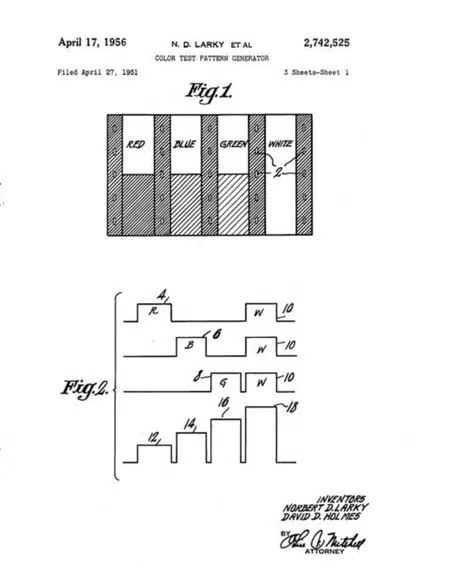 April 17, 1956
N. D. LARKY ET AL
2,742,525
COLOR TEST PATTERN GENERATOR
Filed April 27, 1951
3 Sheets-Sheet 1
Fig. 1.
RED
BLUE
GREEN
WHITE
2
Fig. 2.
4
R
W
10
6
B
W
10
8
G
W
10
12
14
16
18
INVENTORS
NORBERT D. LARKY
DAVID D. HOLMES
BY
ATTORNEY